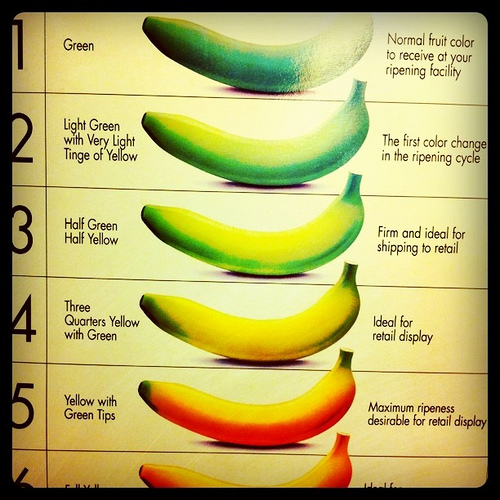 1
Green
Normal fruit color
to receive at your
ripening facility
2
Light Green
with Very Light
Tinge of Yellow
The first color change
in the ripening cycle
3
Half Green
Half Yellow
Firm and ideal for
shipping to retail
4
Three
Quarters Yellow
with Green
Ideal for
retail display
5
Yellow with
Green Tips
Maximum ripeness
desirable for retail display
6
Ideal for